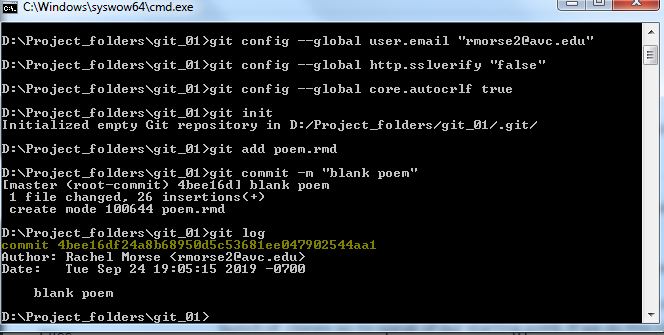 C:\Windows\syswow64\cmd.exe
D:\Project_folders\git_01>git config --global user.email "rmorse2@avc.edu"
D:\Project_folders\git_01>git config --global http.sslverify "false"
D:\Project_folders\git_01>git config --global core.autocrlf true
D:\Project_folders\git_01>git init
Initialized empty Git repository in D:/Project_folders/git_01/.git/
D:\Project_folders\git_01>git add poem.rmd
D:\Project_folders\git_01>git commit -m "blank poem"
[master (root-commit) 4bee16d] blank poem
 1 file changed, 26 insertions(+)
 create mode 100644 poem.rmd
D:\Project_folders\git_01>git log
commit 4bee16df24a8b68950d5c53681ee047902544aa1
Author: Rachel Morse <rmorse2@avc.edu>
Date:   Tue Sep 24 19:05:15 2019 -0700
    blank poem
D:\Project_folders\git_01>